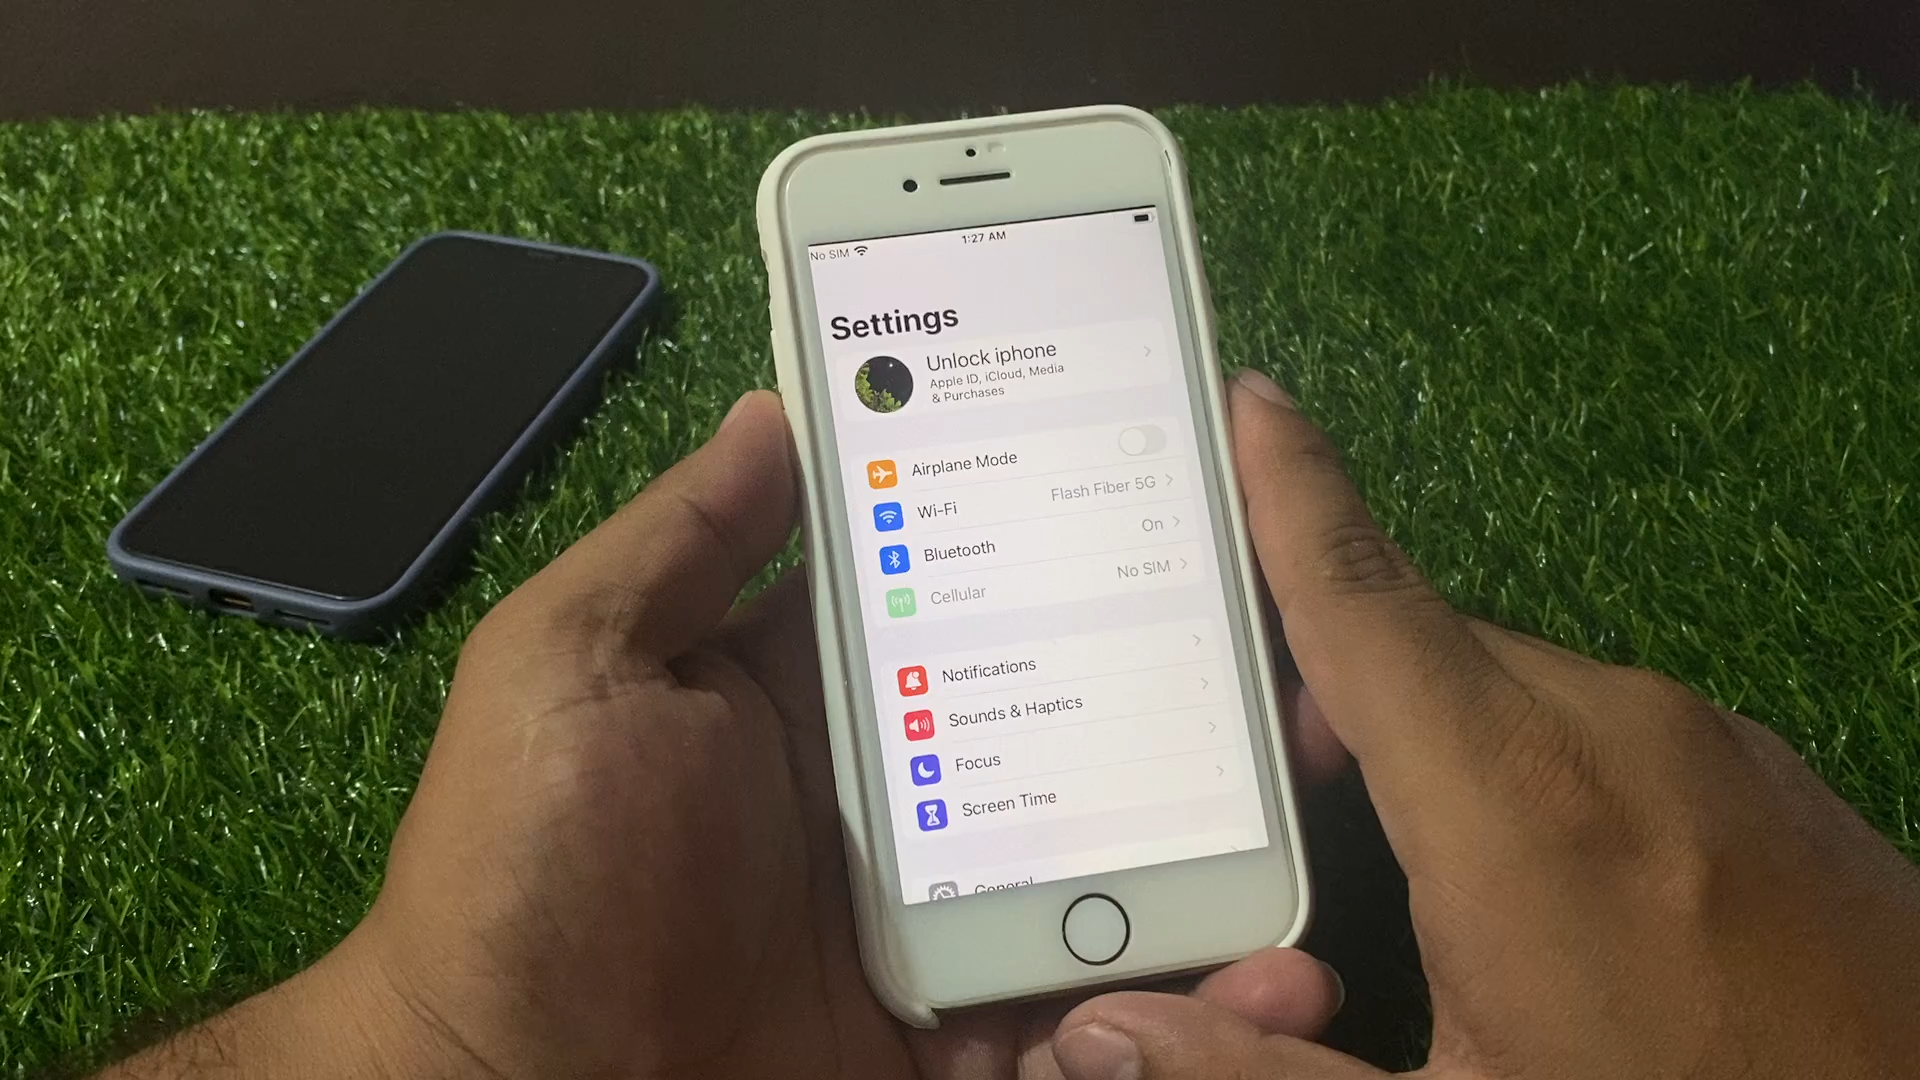 No SIM 1:27 AM
Settings
Unlock iphone
Apple ID, iCloud, Media
& Purchases
Airplane Mode
Wi-Fi Flash Fiber 5G
Bluetooth On
Cellular No SIM
Notifications
Sounds & Haptics
Focus
Screen Time
General